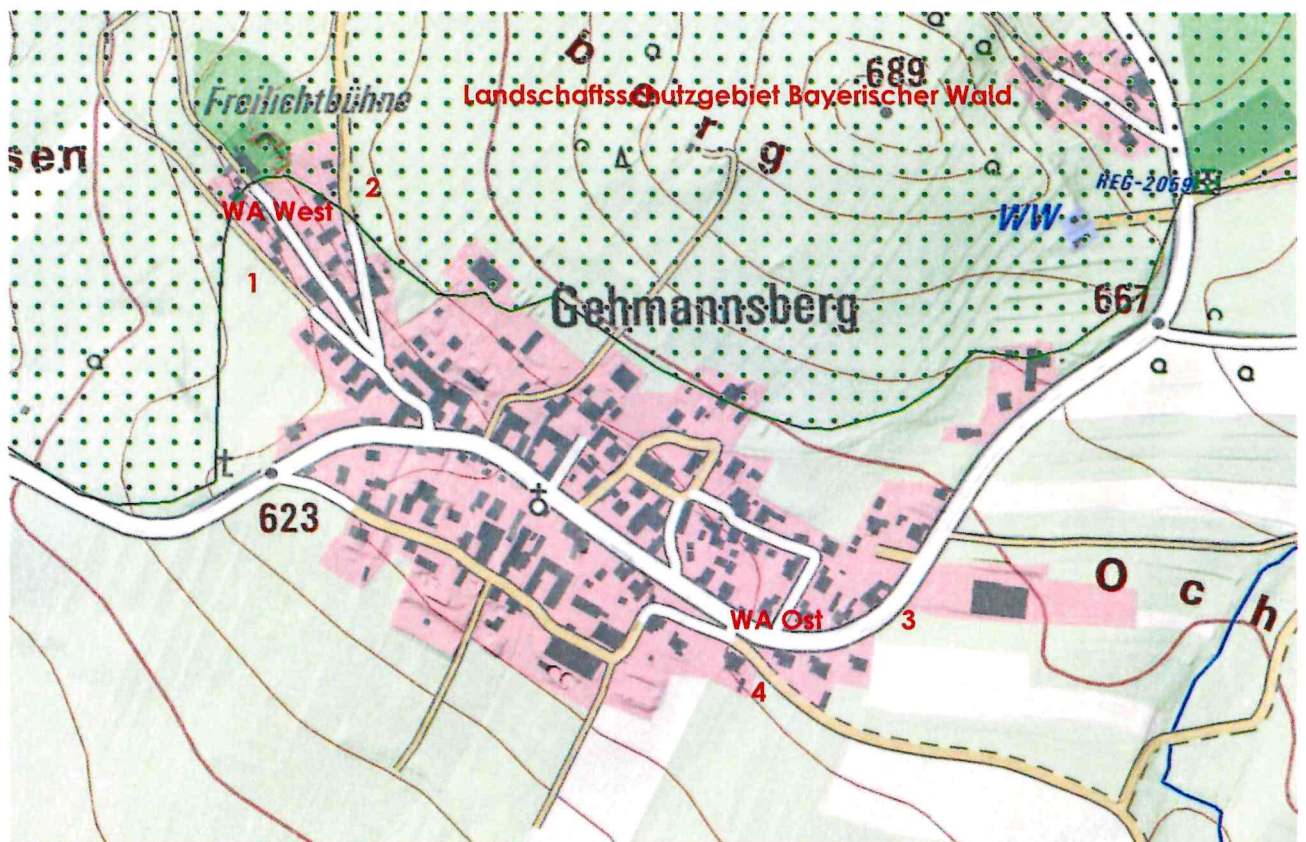 b
e
r
g
689
Landschaftsschutzgebiet Bayerischer Wald
Freilichtbühne
sen
2
WA West
1
REG-2059
WW
Gehmannsberg
667
623
O
c
h
WA Ost
3
4